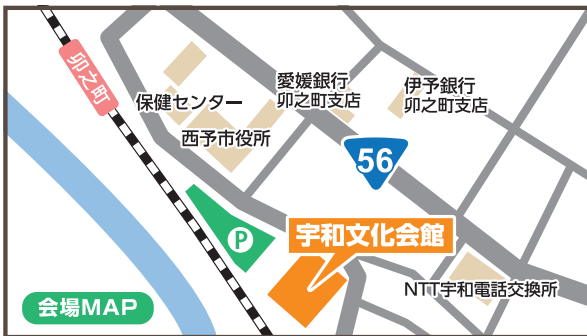 卯之町
保健センター
愛媛銀行
卯之町支店
伊予銀行
卯之町支店
西予市役所
56
P
宇和文化会館
NTT宇和電話交換所
会場MAP